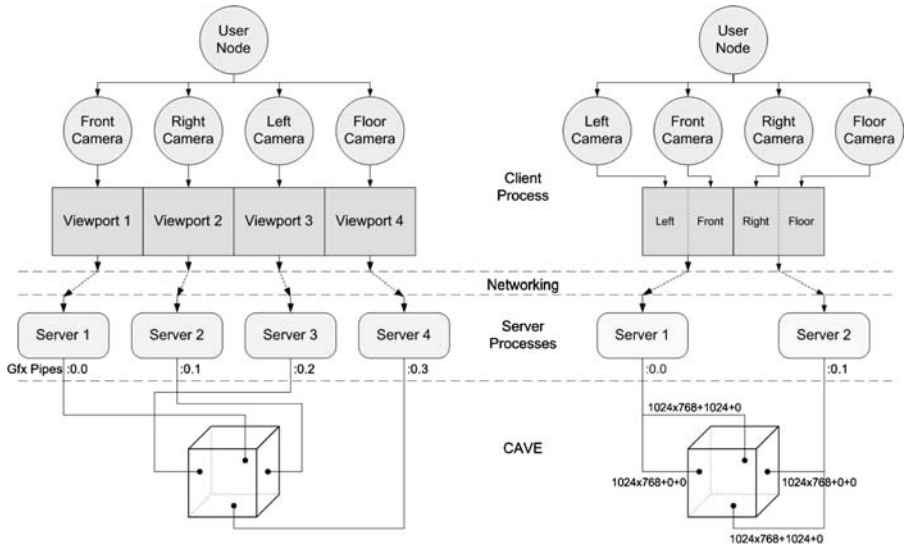 User
Node
User
Node
Front
Camera
Right
Camera
Left
Camera
Floor
Camera
Left
Camera
Front
Camera
Right
Camera
Floor
Camera
Client
Process
Viewport 1
Viewport 2
Viewport 3
Viewport 4
Left
Front
Right
Floor
Networking
Server 1
Server 2
Server 3
Server 4
Server
Processes
Server 1
Server 2
Gfx Pipes :0.0
:0.1
:0.2
:0.3
:0.0
:0.1
CAVE
1024x768+1024+0
1024x768+0+0
1024x768+0+0
1024x768+1024+0